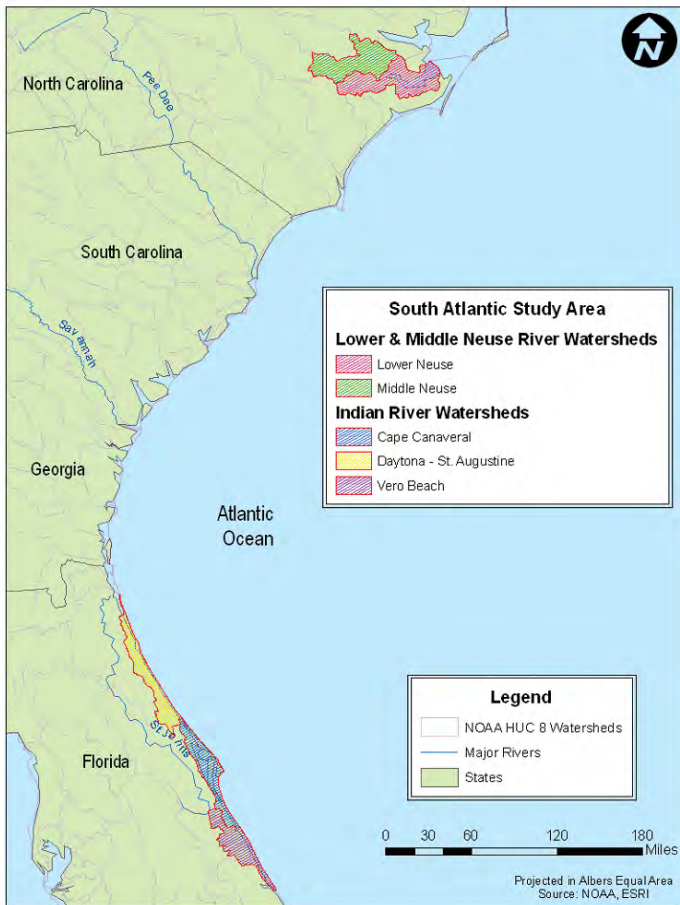 N
North Carolina
Pee Dee
South Carolina
Savannah
South Atlantic Study Area
Lower & Middle Neuse River Watersheds
Lower Neuse
Middle Neuse
Indian River Watersheds
Cape Canaveral
Daytona - St. Augustine
Vero Beach
Georgia
Atlantic
Ocean
St. Johns
Florida
Legend
NOAA HUC 8 Watersheds
Major Rivers
States
0 30 60 120 180
Miles
Projected in Albers Equal Area
Source: NOAA, ESRI